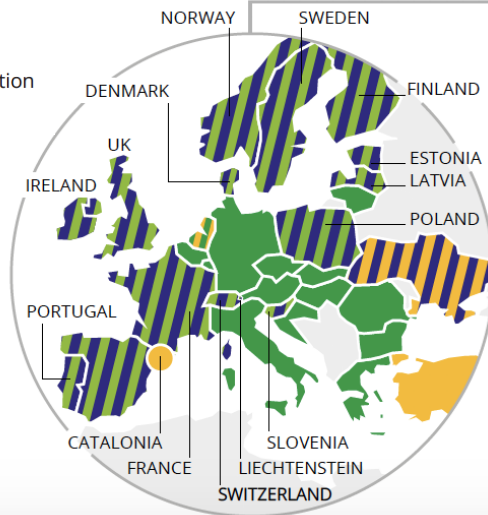 NORWAY
SWEDEN
tion
DENMARK
FINLAND
UK
ESTONIA
IRELAND
LATVIA
POLAND
PORTUGAL
CATALONIA
SLOVENIA
FRANCE
LIECHTENSTEIN
SWITZERLAND